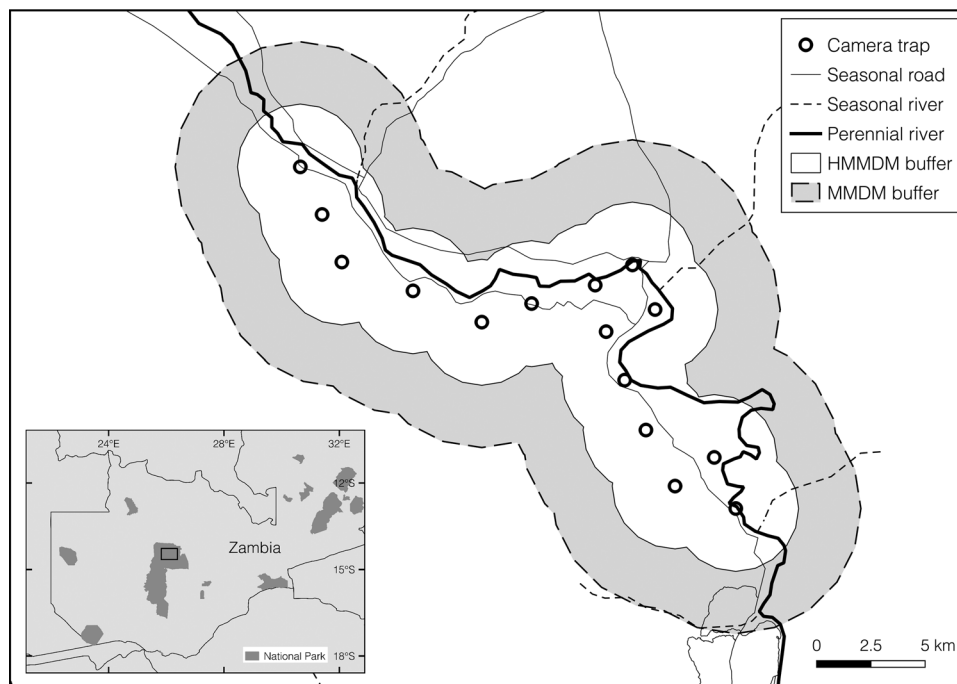 Camera trap
Seasonal road
Seasonal river
Perennial river
HMMDM buffer
MMDM buffer
24°E 28°E 32°E
12°S
Zambia
15°S
National Park
18°S
0 2.5 5 km